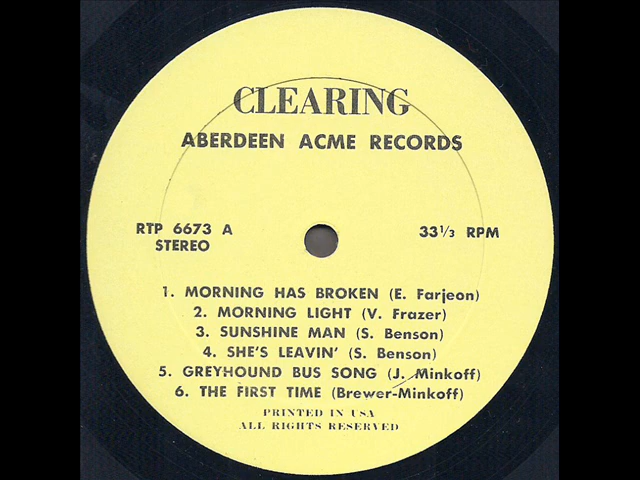 CLEARING
ABERDEEN ACME RECORDS
RTP 6673 A
STEREO
33⅓ RPM
1. MORNING HAS BROKEN (E. Farjeon)
2. MORNING LIGHT (V. Frazer)
3. SUNSHINE MAN (S. Benson)
4. SHE'S LEAVIN' (S. Benson)
5. GREYHOUND BUS SONG (J. Minkoff)
6. THE FIRST TIME (Brewer-Minkoff)
PRINTED IN USA
ALL RIGHTS RESERVED